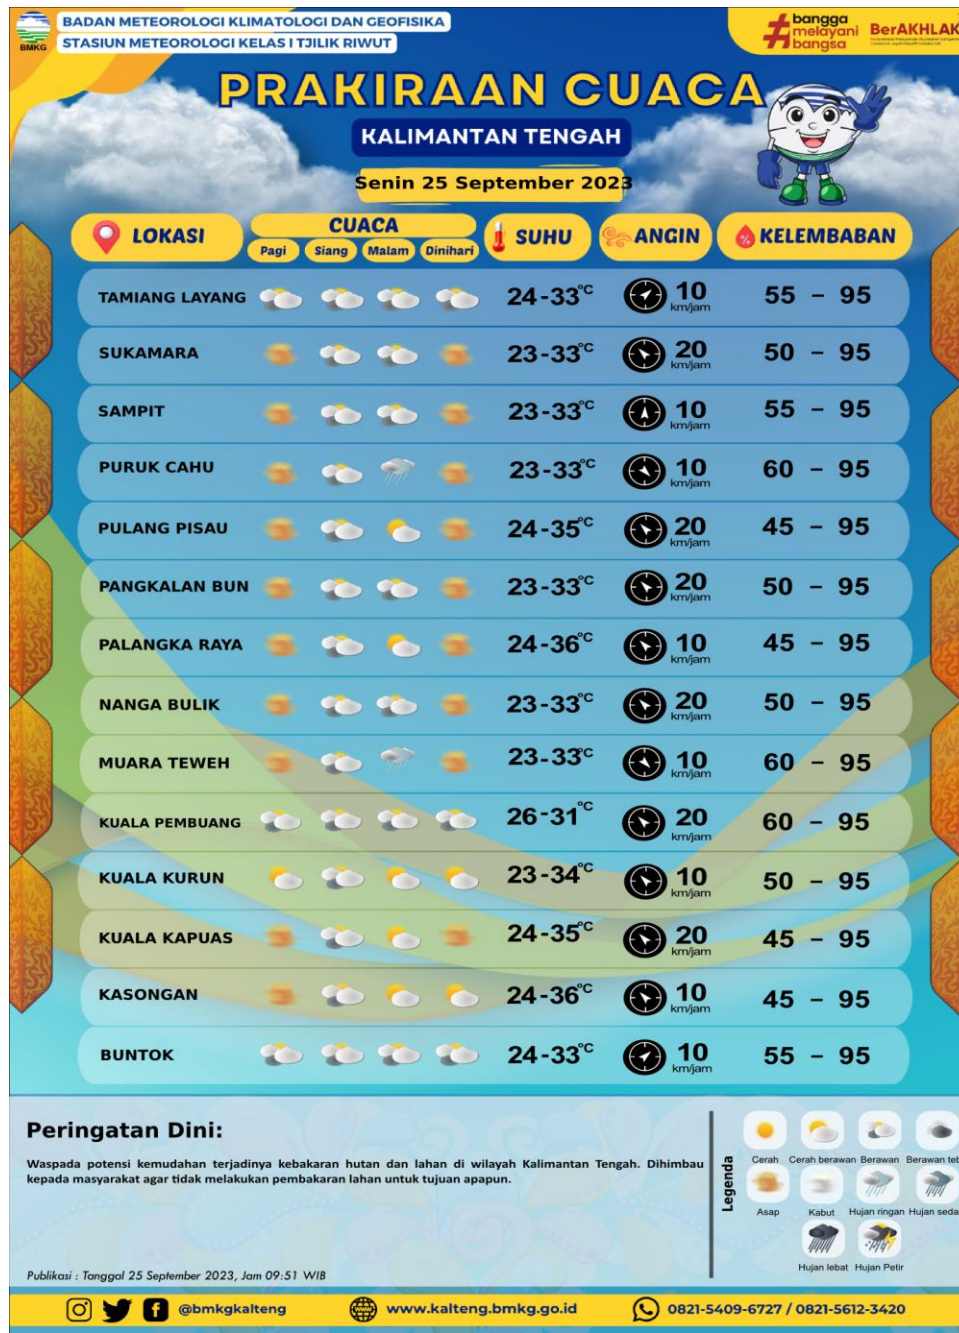 BADAN METEOROLOGI KLIMATOLOGI DAN GEOFISIKA
STASIUN METEOROLOGI KELAS I TJILIK RIWUT
BMKG
#bangga melayani bangsa
BerAKHLAK
PRAKIRAAN CUACA
KALIMANTAN TENGAH
Senin 25 September 2023
LOKASI CUACA SUHU ANGIN KELEMBABAN
Pagi Siang Malam Dinihari
TAMIANG LAYANG 24-33°C 10 km/jam 55 - 95
SUKAMARA 23-33°C 20 km/jam 50 - 95
SAMPIT 23-33°C 10 km/jam 55 - 95
PURUK CAHU 23-33°C 10 km/jam 60 - 95
PULANG PISAU 24-35°C 20 km/jam 45 - 95
PANGKALAN BUN 23-33°C 20 km/jam 50 - 95
PALANGKA RAYA 24-36°C 10 km/jam 45 - 95
NANGA BULIK 23-33°C 20 km/jam 50 - 95
MUARA TEWEH 23-33°C 10 km/jam 60 - 95
KUALA PEMBUANG 26-31°C 20 km/jam 60 - 95
KUALA KURUN 23-34°C 10 km/jam 50 - 95
KUALA KAPUAS 24-35°C 20 km/jam 45 - 95
KASONGAN 24-36°C 10 km/jam 45 - 95
BUNTOK 24-33°C 10 km/jam 55 - 95
Peringatan Dini:
Waspada potensi kemudahan terjadinya kebakaran hutan dan lahan di wilayah Kalimantan Tengah. Dihimbau
kepada masyarakat agar tidak melakukan pembakaran lahan untuk tujuan apapun.
Legenda
Cerah Cerah berawan Berawan Berawan teb
Asap Kabut Hujan ringan Hujan seda
Hujan lebat Hujan Petir
Publikasi : Tanggal 25 September 2023, Jam 09:51 WIB
@bmkgkalteng www.kalteng.bmkg.go.id 0821-5409-6727 / 0821-5612-3420